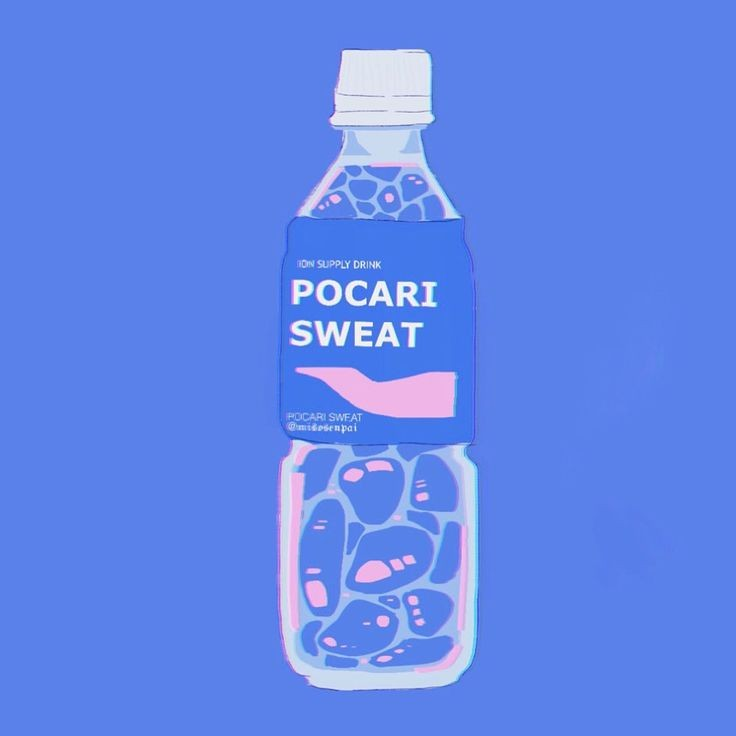 ION SUPPLY DRINK
POCARI
SWEAT
POCARI SWEAT
@misosenpai